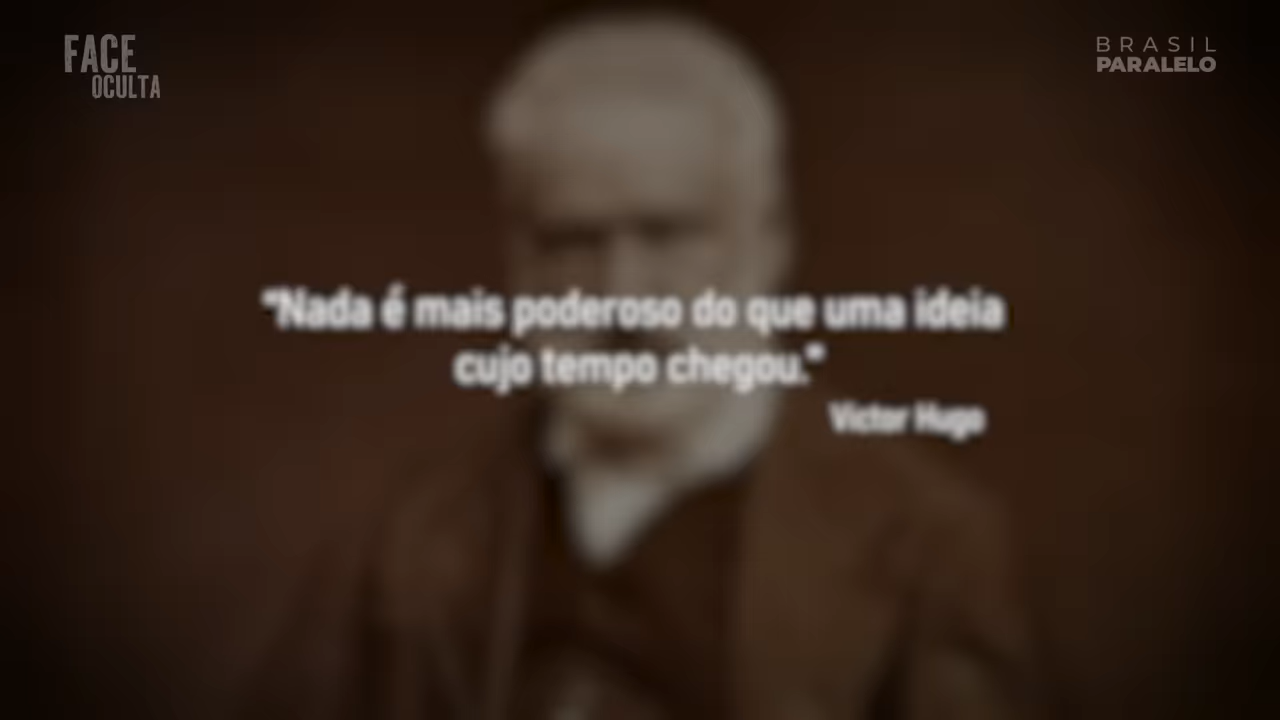 FACE
OCULTA
BRASIL
PARALELO
"Nada é mais poderoso do que uma ideia
cujo tempo chegou."
Victor Hugo